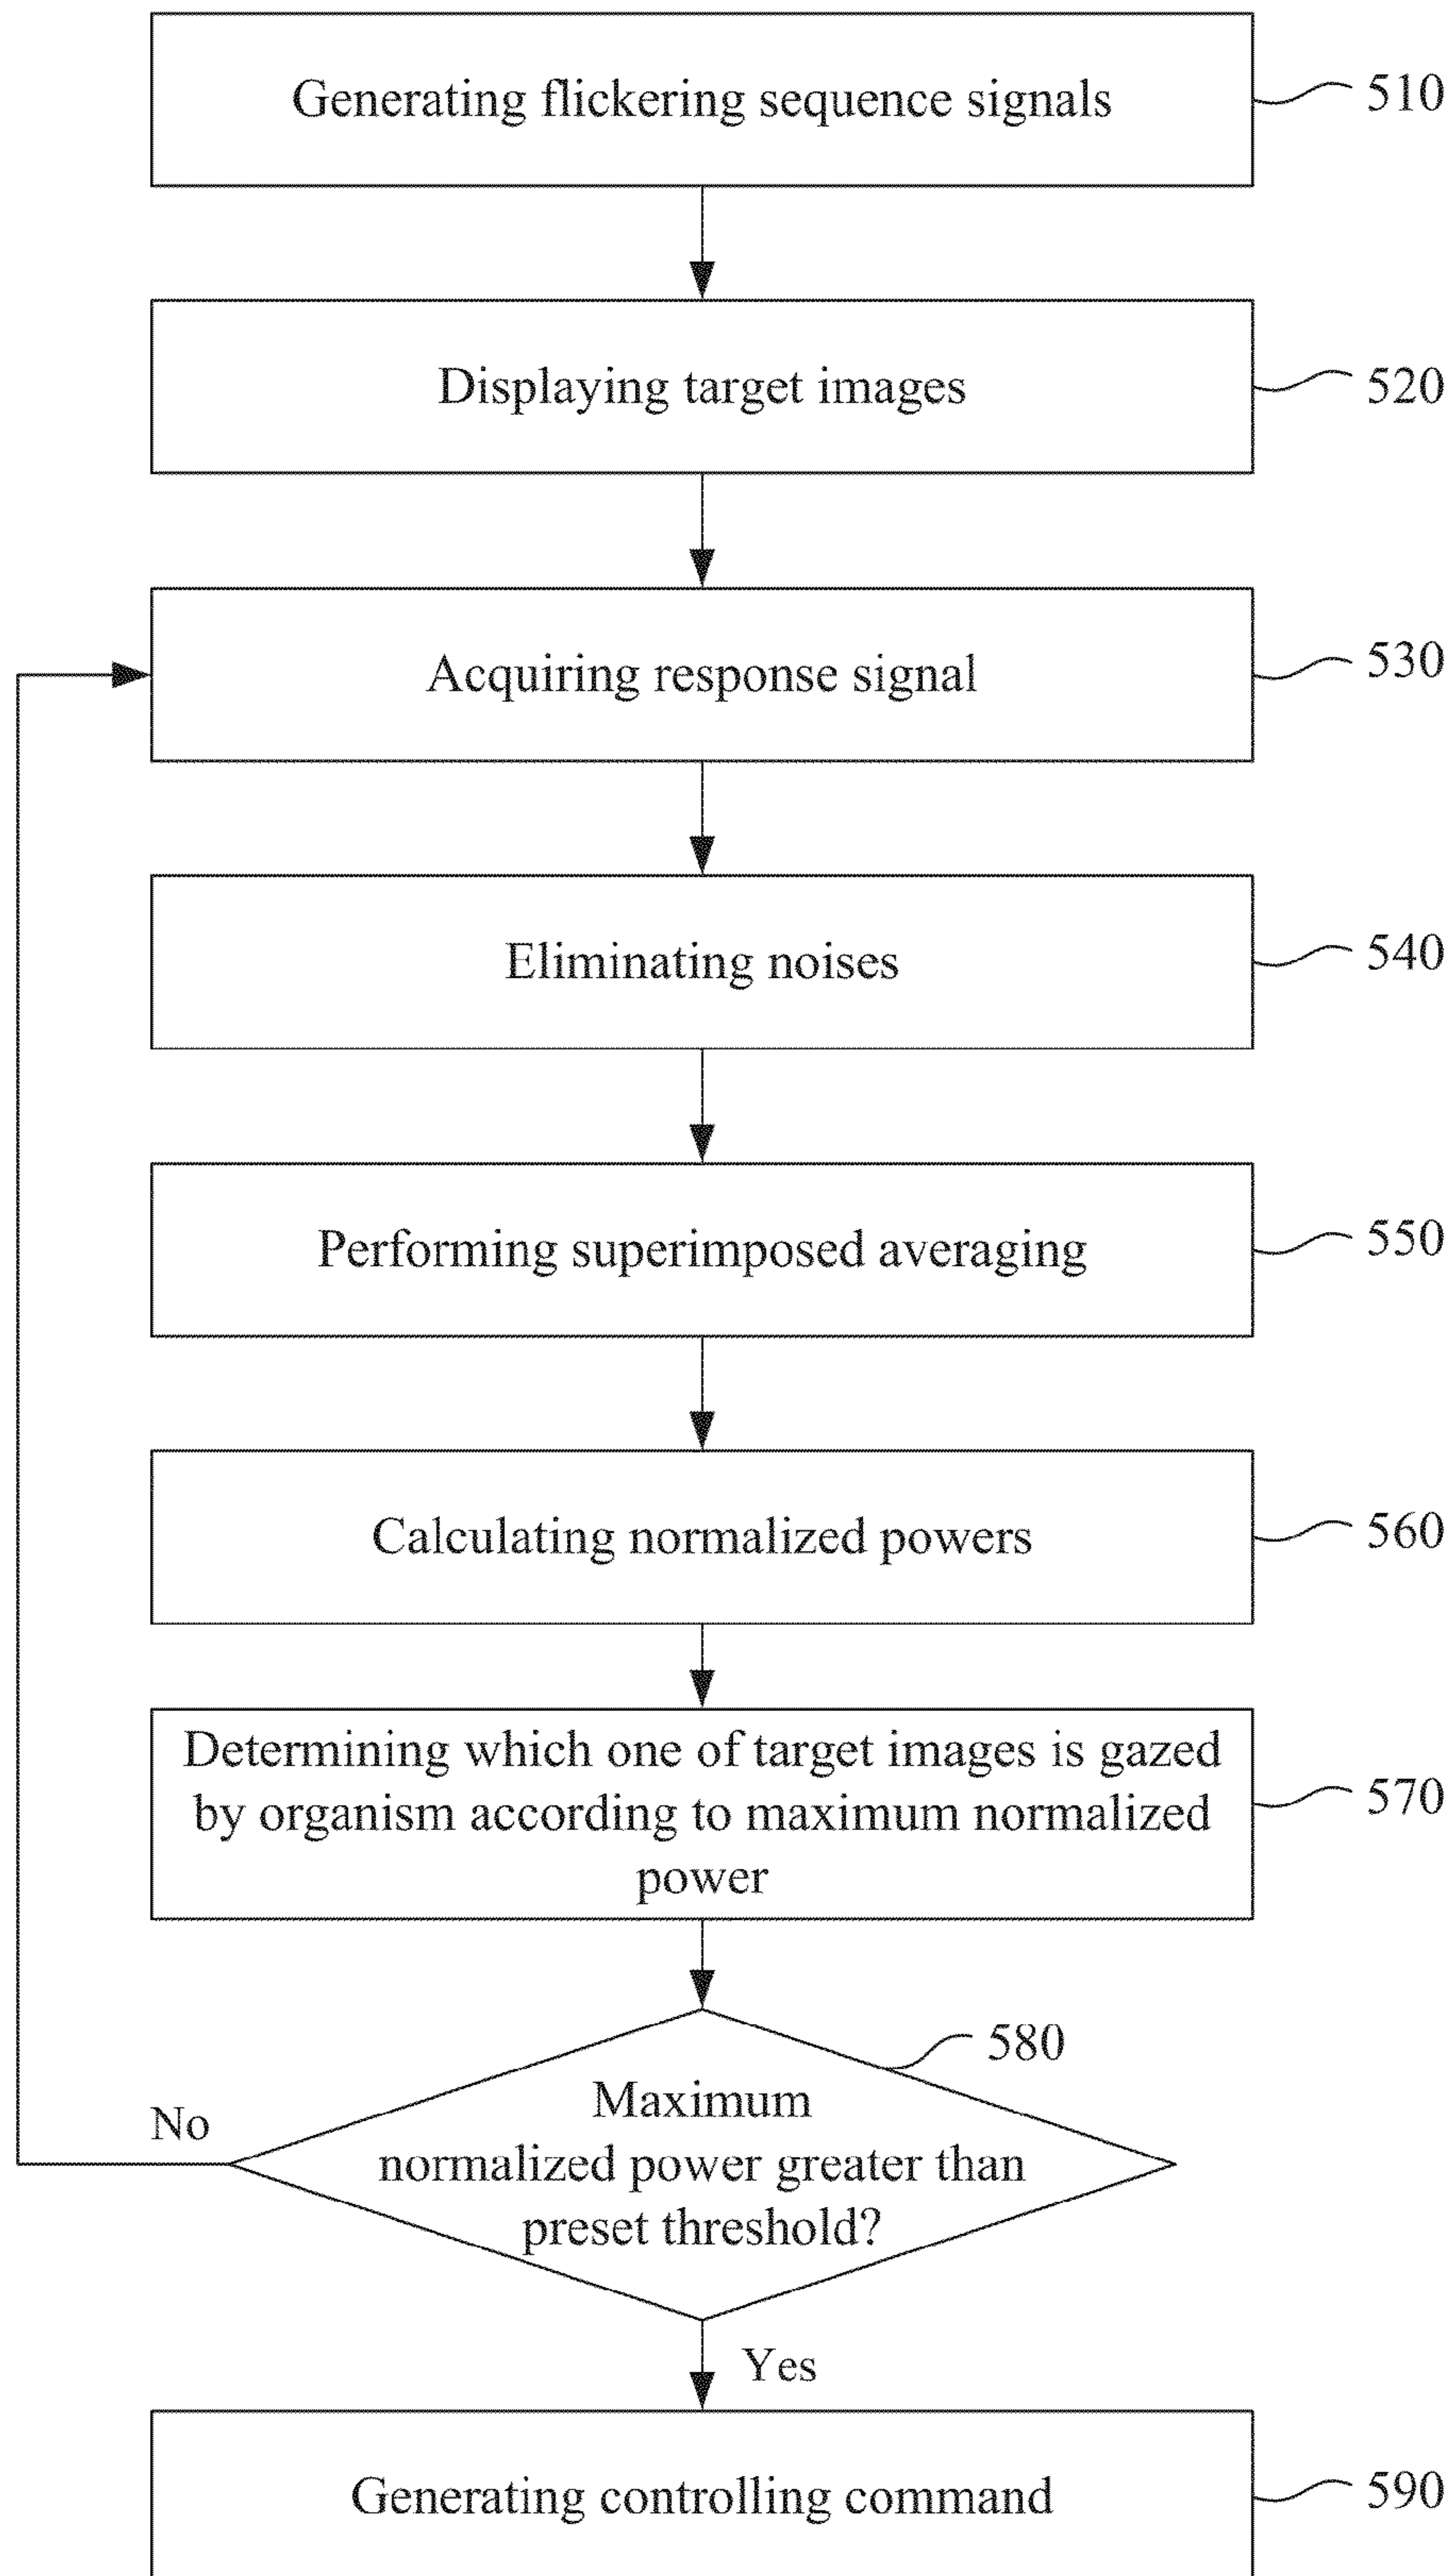 Generating flickering sequence signals
510
Displaying target images
520
Acquiring response signal
530
Eliminating noises
540
Performing superimposed averaging
550
Calculating normalized powers
560
Determining which one of target images is gazed
by organism according to maximum normalized
power
570
580
Maximum
normalized power greater than
preset threshold?
No
Yes
Generating controlling command
590